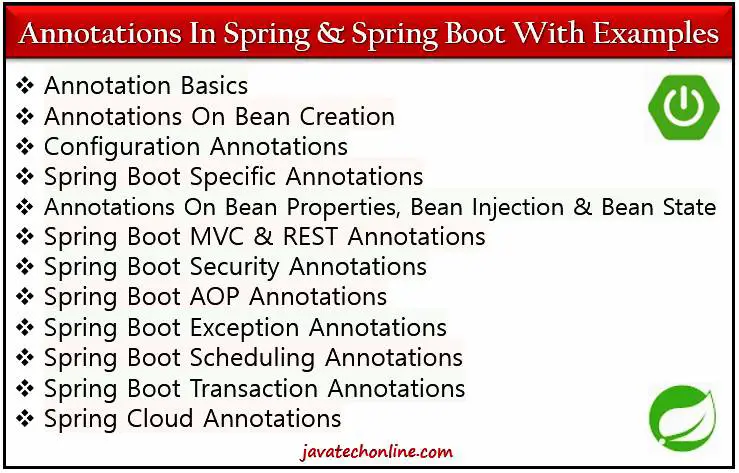 Annotations In Spring & Spring Boot With Examples
❖ Annotation Basics
❖ Annotations On Bean Creation
❖ Configuration Annotations
❖ Spring Boot Specific Annotations
❖ Annotations On Bean Properties, Bean Injection & Bean State
❖ Spring Boot MVC & REST Annotations
❖ Spring Boot Security Annotations
❖ Spring Boot AOP Annotations
❖ Spring Boot Exception Annotations
❖ Spring Boot Scheduling Annotations
❖ Spring Boot Transaction Annotations
❖ Spring Cloud Annotations
javatechonline.com